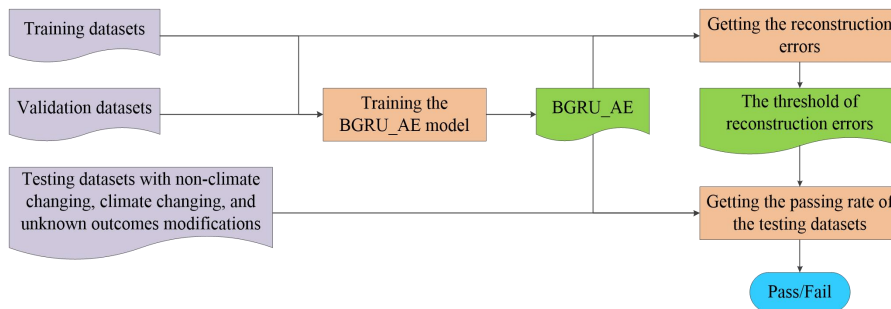 Training datasets
Getting the reconstruction
errors
Validation datasets
Training the
BGRU_AE model
BGRU_AE
The threshold of
reconstruction errors
Testing datasets with non-climate
changing, climate changing, and
unknown outcomes modifications
Getting the passing rate of
the testing datasets
Pass/Fail